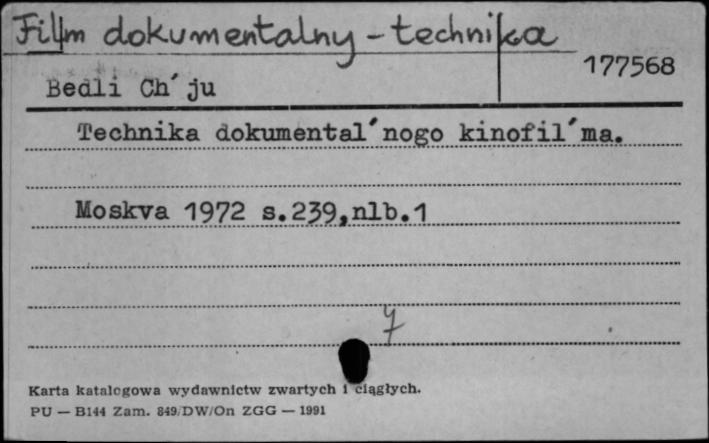 Film dokumentalny - technika
177568
Bedli Ch´ju
Technika dokumental´nogo kinofil´ma.
Moskva 1972 s.239,nlb.1
7
Karta katalogowa wydawnictw zwartych i ciągłych.
PU — B144 Zam. 849/DW/On ZGG — 1991